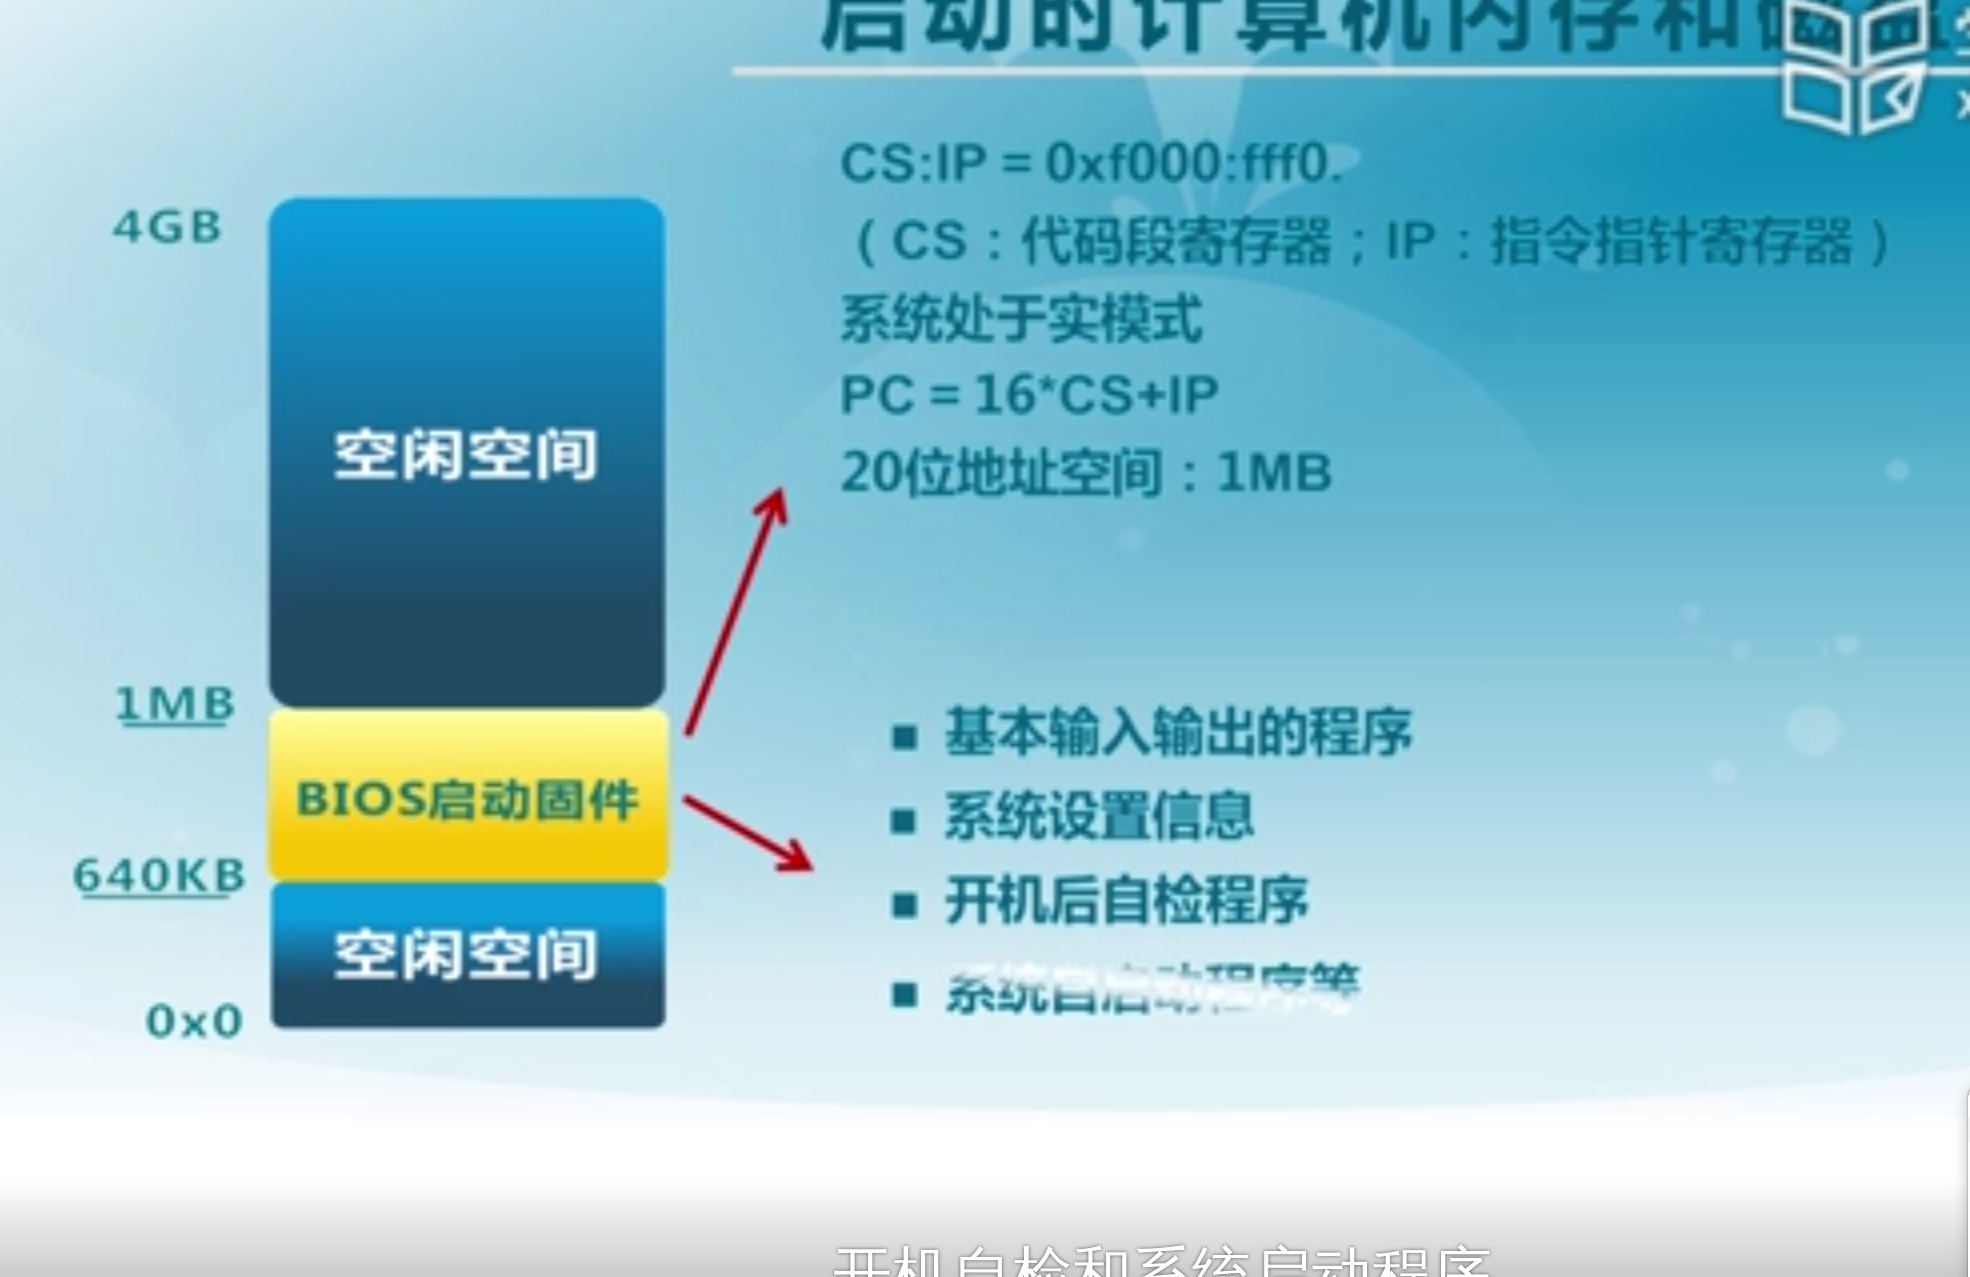 启动的计算机内存和磁盘
CS:IP = 0xf000:fff0.
（CS：代码段寄存器；IP：指令指针寄存器）
系统处于实模式
PC = 16*CS+IP
20位地址空间：1MB
4GB
空闲空间
1MB
BIOS启动固件
640KB
空闲空间
0x0
■ 基本输入输出的程序
■ 系统设置信息
■ 开机后自检程序
■ 系统自启动程序等
开机自检和系统启动程序